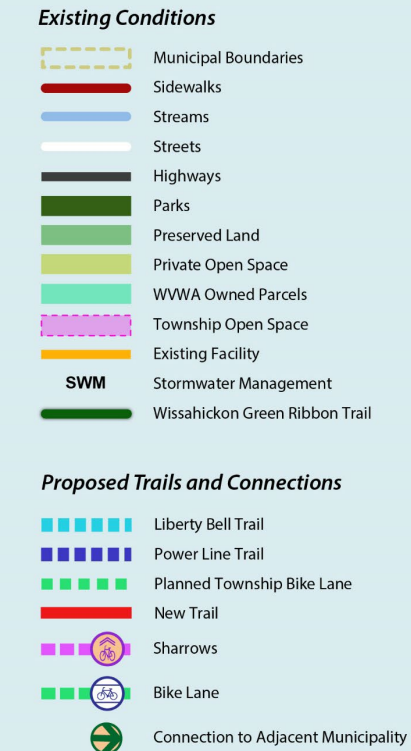 Existing Conditions
Municipal Boundaries
Sidewalks
Streams
Streets
Highways
Parks
Preserved Land
Private Open Space
WVWA Owned Parcels
Township Open Space
Existing Facility
SWM Stormwater Management
Wissahickon Green Ribbon Trail
Proposed Trails and Connections
Liberty Bell Trail
Power Line Trail
Planned Township Bike Lane
New Trail
Sharrows
Bike Lane
Connection to Adjacent Municipality